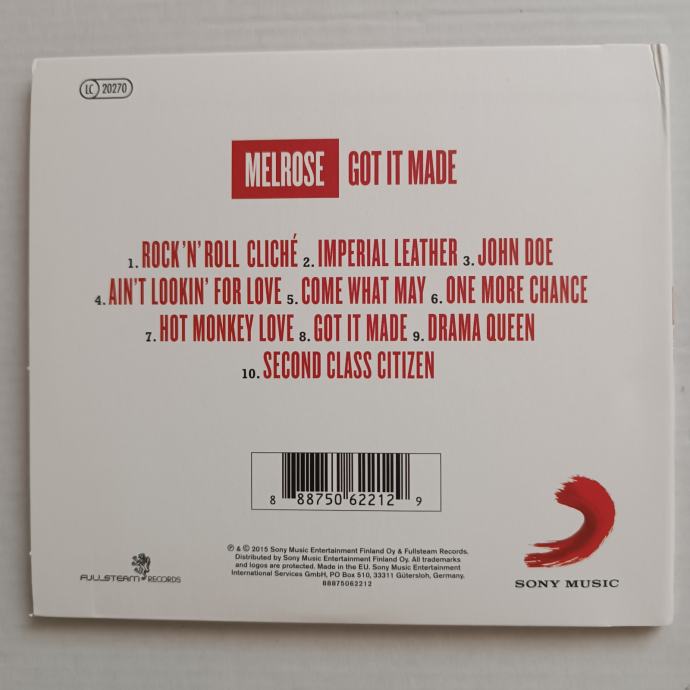 LC 20270
MELROSE GOT IT MADE
1. ROCK'N'ROLL CLICHÉ 2. IMPERIAL LEATHER 3. JOHN DOE
4. AIN'T LOOKIN' FOR LOVE 5. COME WHAT MAY 6. ONE MORE CHANCE
7. HOT MONKEY LOVE 8. GOT IT MADE 9. DRAMA QUEEN
10. SECOND CLASS CITIZEN
8 88750 62212 9
℗ & © 2015 Sony Music Entertainment Finland Oy & Fullsteam Records.
Distributed by Sony Music Entertainment Finland Oy. All trademarks
and logos are protected. Made in the EU. Sony Music Entertainment
International Services GmbH, PO Box 510, 33311 Gütersloh, Germany.
88875062212
FULLSTEAM RECORDS
SONY MUSIC